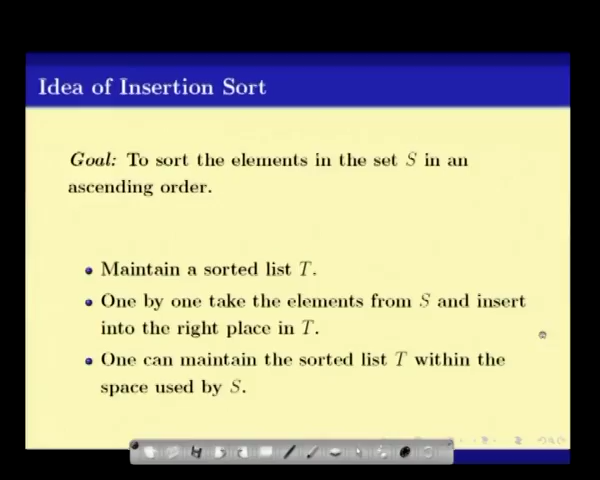 Idea of Insertion Sort
Goal: To sort the elements in the set S in an
ascending order.
Maintain a sorted list T.
One by one take the elements from S and insert
into the right place in T.
One can maintain the sorted list T within the
space used by S.